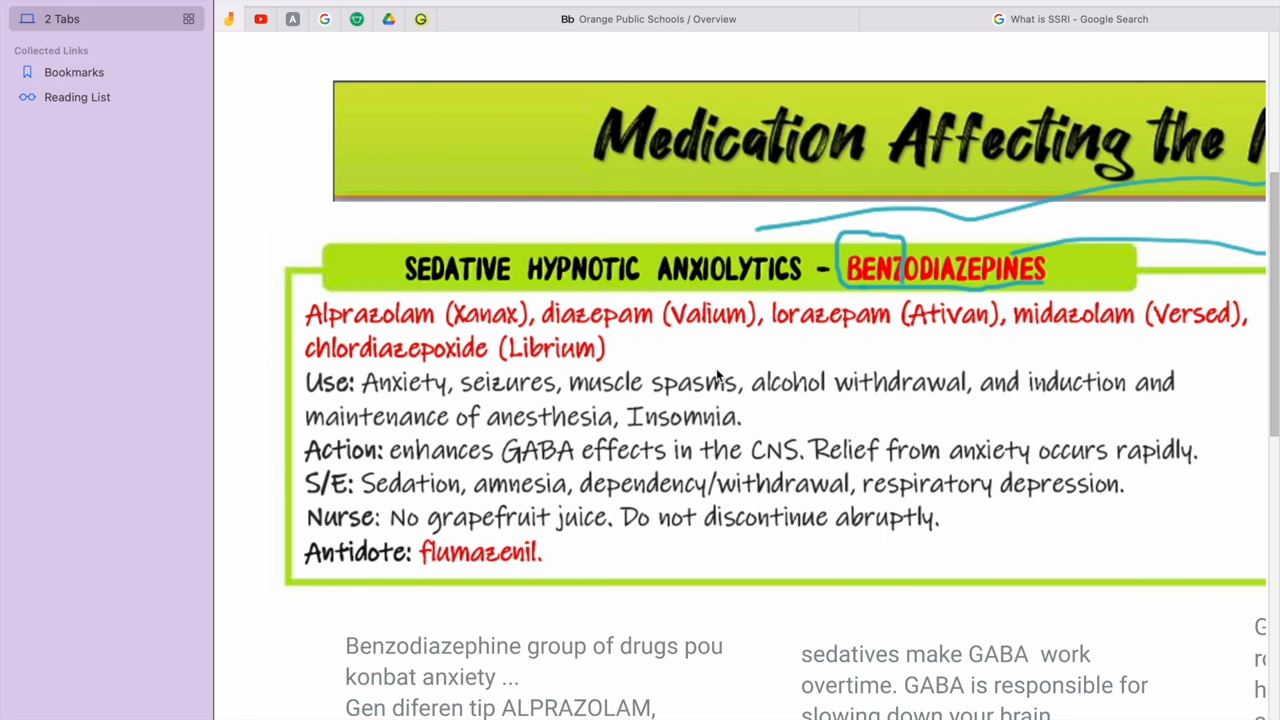 2 Tabs
Collected Links
Bookmarks
Reading List
Bb Orange Public Schools / Overview
What is SSRI - Google Search
Medication Affecting the
SEDATIVE HYPNOTIC ANXIOLYTICS - BENZODIAZEPINES
Alprazolam (Xanax), diazepam (Valium), lorazepam (Ativan), midazolam (Versed),
chlordiazepoxide (Librium)
Use: Anxiety, seizures, muscle spasms, alcohol withdrawal, and induction and
maintenance of anesthesia, Insomnia.
Action: enhances GABA effects in the CNS. Relief from anxiety occurs rapidly.
S/E: Sedation, amnesia, dependency/withdrawal, respiratory depression.
Nurse: No grapefruit juice. Do not discontinue abruptly.
Antidote: flumazenil.
Benzodiazephine group of drugs pou
konbat anxiety ...
Gen diferen tip ALPRAZOLAM,
sedatives make GABA work
overtime. GABA is responsible for
slowing down your brain